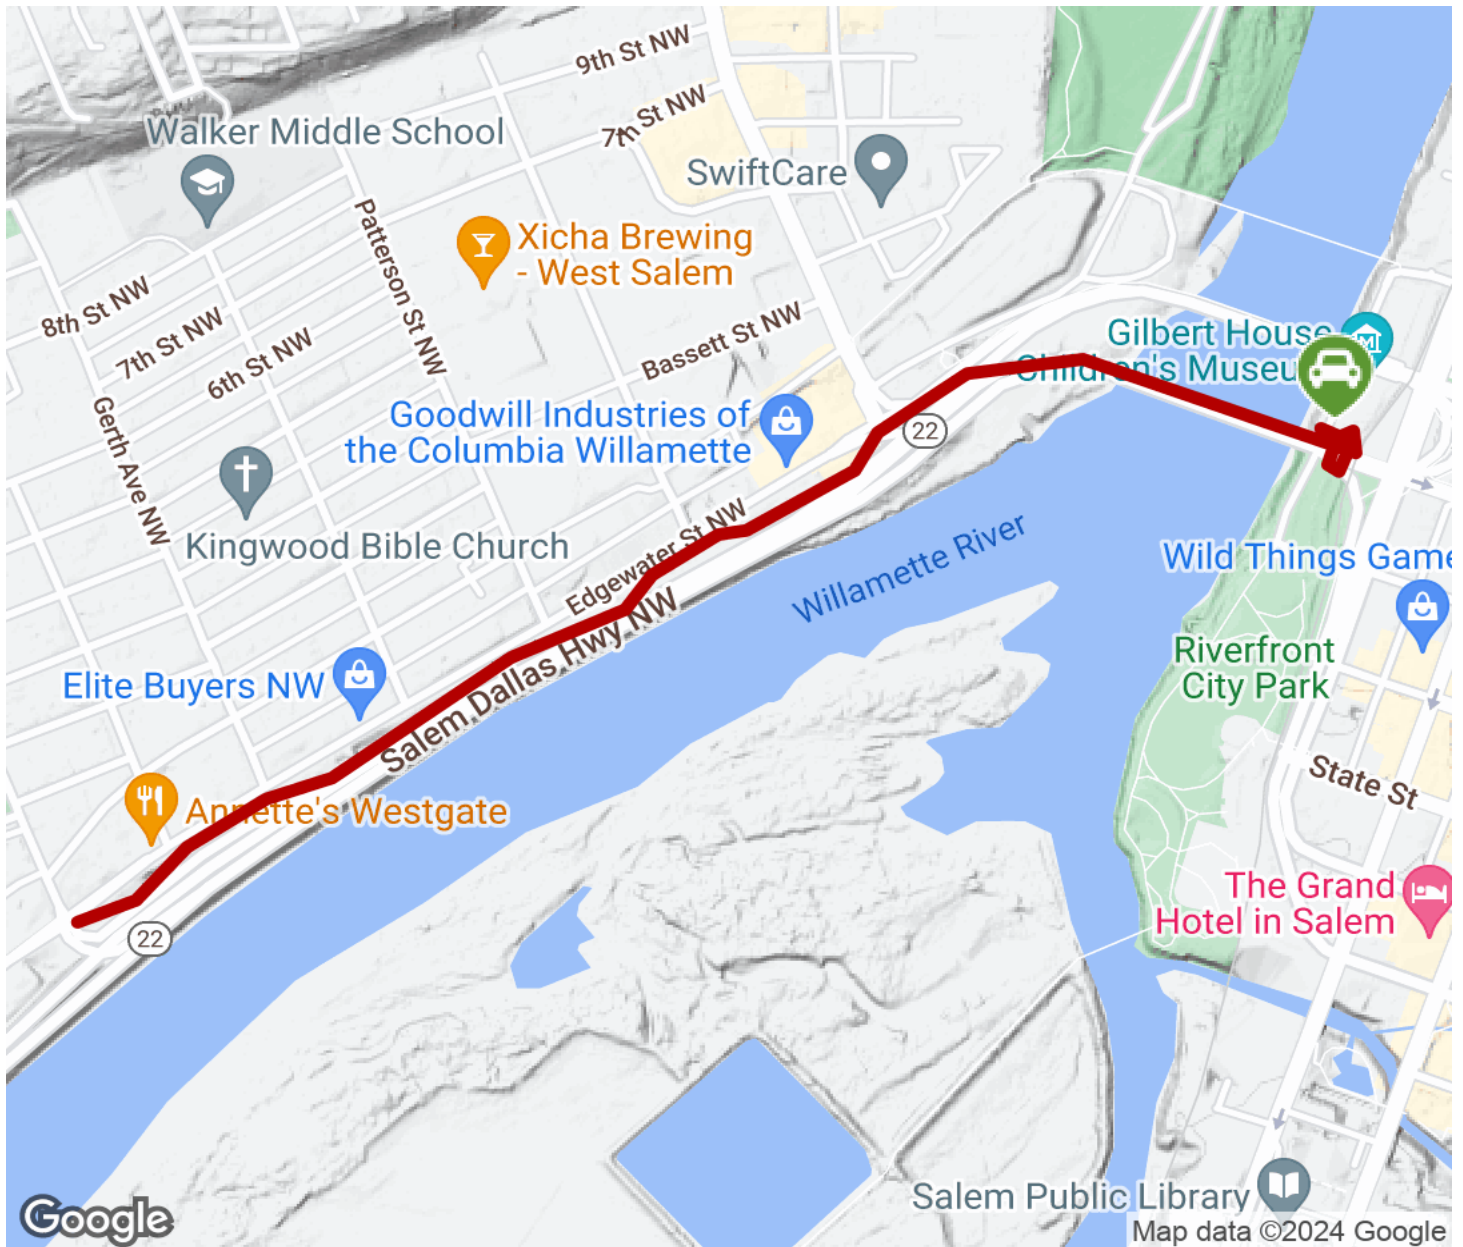 9th St NW
7th St NW
Walker Middle School
SwiftCare
Patterson St NW
Xicha Brewing
- West Salem
8th St NW
7th St NW
6th St NW
Bassett St NW
Gilbert House
Children's Museu
M
Gerth Ave NW
Goodwill Industries of
the Columbia Willamette
22
Kingwood Bible Church
Edgewater St NW
Willamette River
Wild Things Game
Salem Dallas Hwy NW
Riverfront
City Park
Elite Buyers NW
State St
Annette's Westgate
The Grand
Hotel in Salem
22
Salem Public Library
Google
Map data ©2024 Google